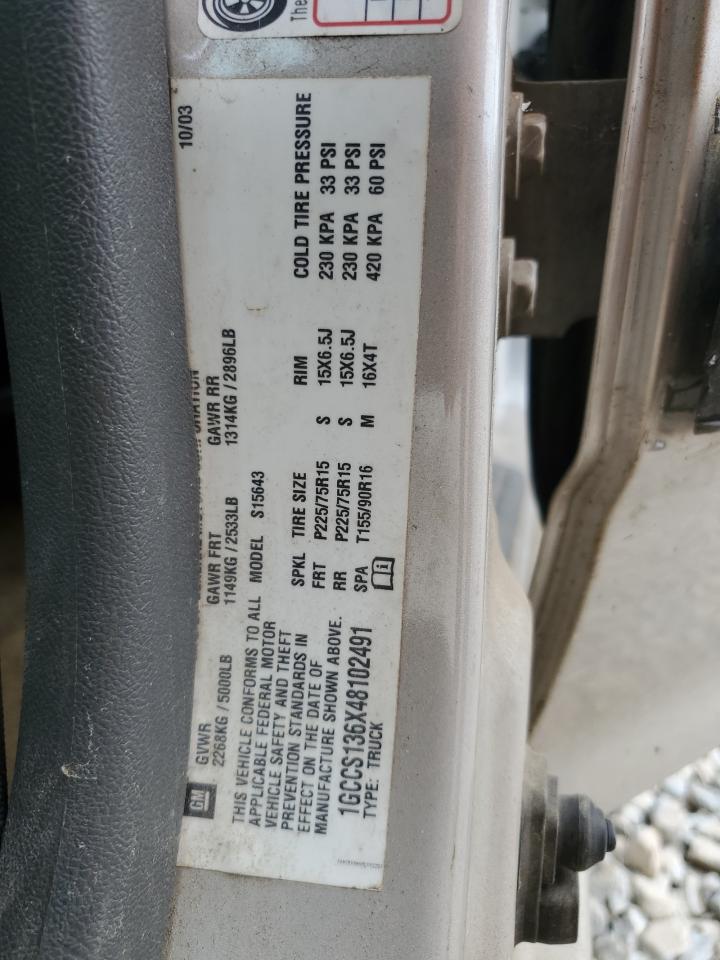 The
10/03
GM
GVWR GAWR FRT GAWR RR
2268KG / 5000LB 1149KG / 2533LB 1314KG / 2896LB
THIS VEHICLE CONFORMS TO ALL
APPLICABLE FEDERAL MOTOR
VEHICLE SAFETY AND THEFT
PREVENTION STANDARDS IN
EFFECT ON THE DATE OF
MANUFACTURE SHOWN ABOVE.
1GCCS136X48102491
TYPE: TRUCK
MODEL S15643
SPKL TIRE SIZE RIM COLD TIRE PRESSURE
FRT P225/75R15 S 15X6.5J 230 KPA 33 PSI
RR P225/75R15 S 15X6.5J 230 KPA 33 PSI
SPA T155/90R16 M 16X4T 420 KPA 60 PSI